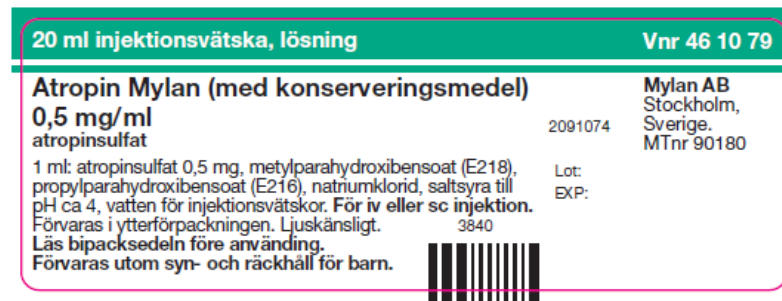 20 ml injektionsvätska, lösning
Vnr 46 10 79
Atropin Mylan (med konserveringsmedel)
0,5 mg/ml
atropinsulfat
1 ml: atropinsulfat 0,5 mg, metylparahydroxibensoat (E218),
propylparahydroxibensoat (E216), natriumklorid, saltsyra till
pH ca 4, vatten för injektionsvätskor. För iv eller sc injektion.
Förvaras i ytterförpackningen. Ljuskänsligt.
Läs bipacksedeln före använding.
Förvaras utom syn- och räckhåll för barn.
2091074
Lot:
EXP:
3840
Mylan AB
Stockholm,
Sverige.
MTnr 90180